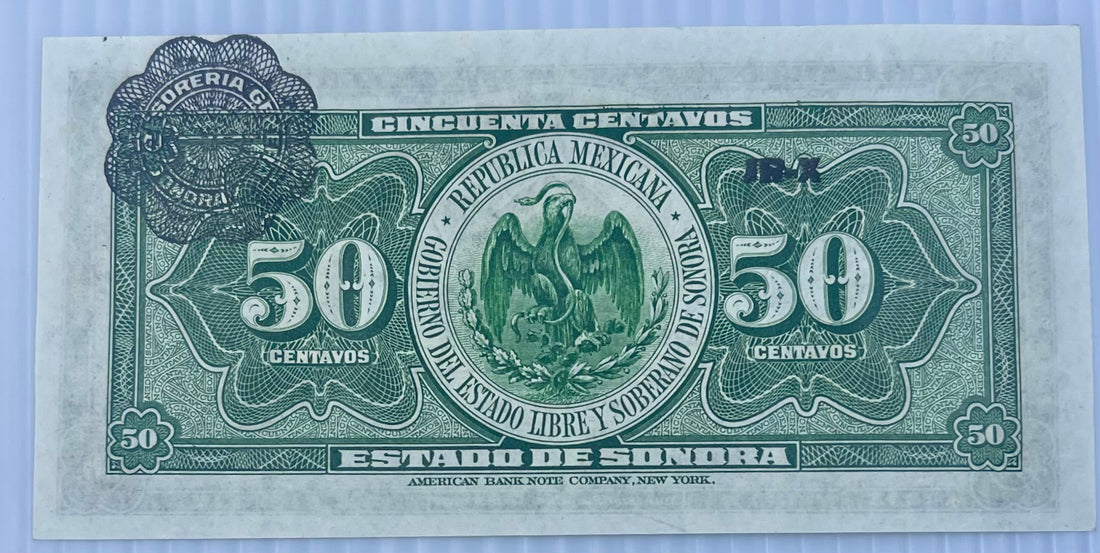 CINCUENTA CENTAVOS
50
JR-X
REPUBLICA MEXICANA
GOBIERNO DEL ESTADO LIBRE Y SOBERANO DE SONORA
50
CENTAVOS
50
CENTAVOS
50
50
ESTADO DE SONORA
AMERICAN BANK NOTE COMPANY, NEW YORK.